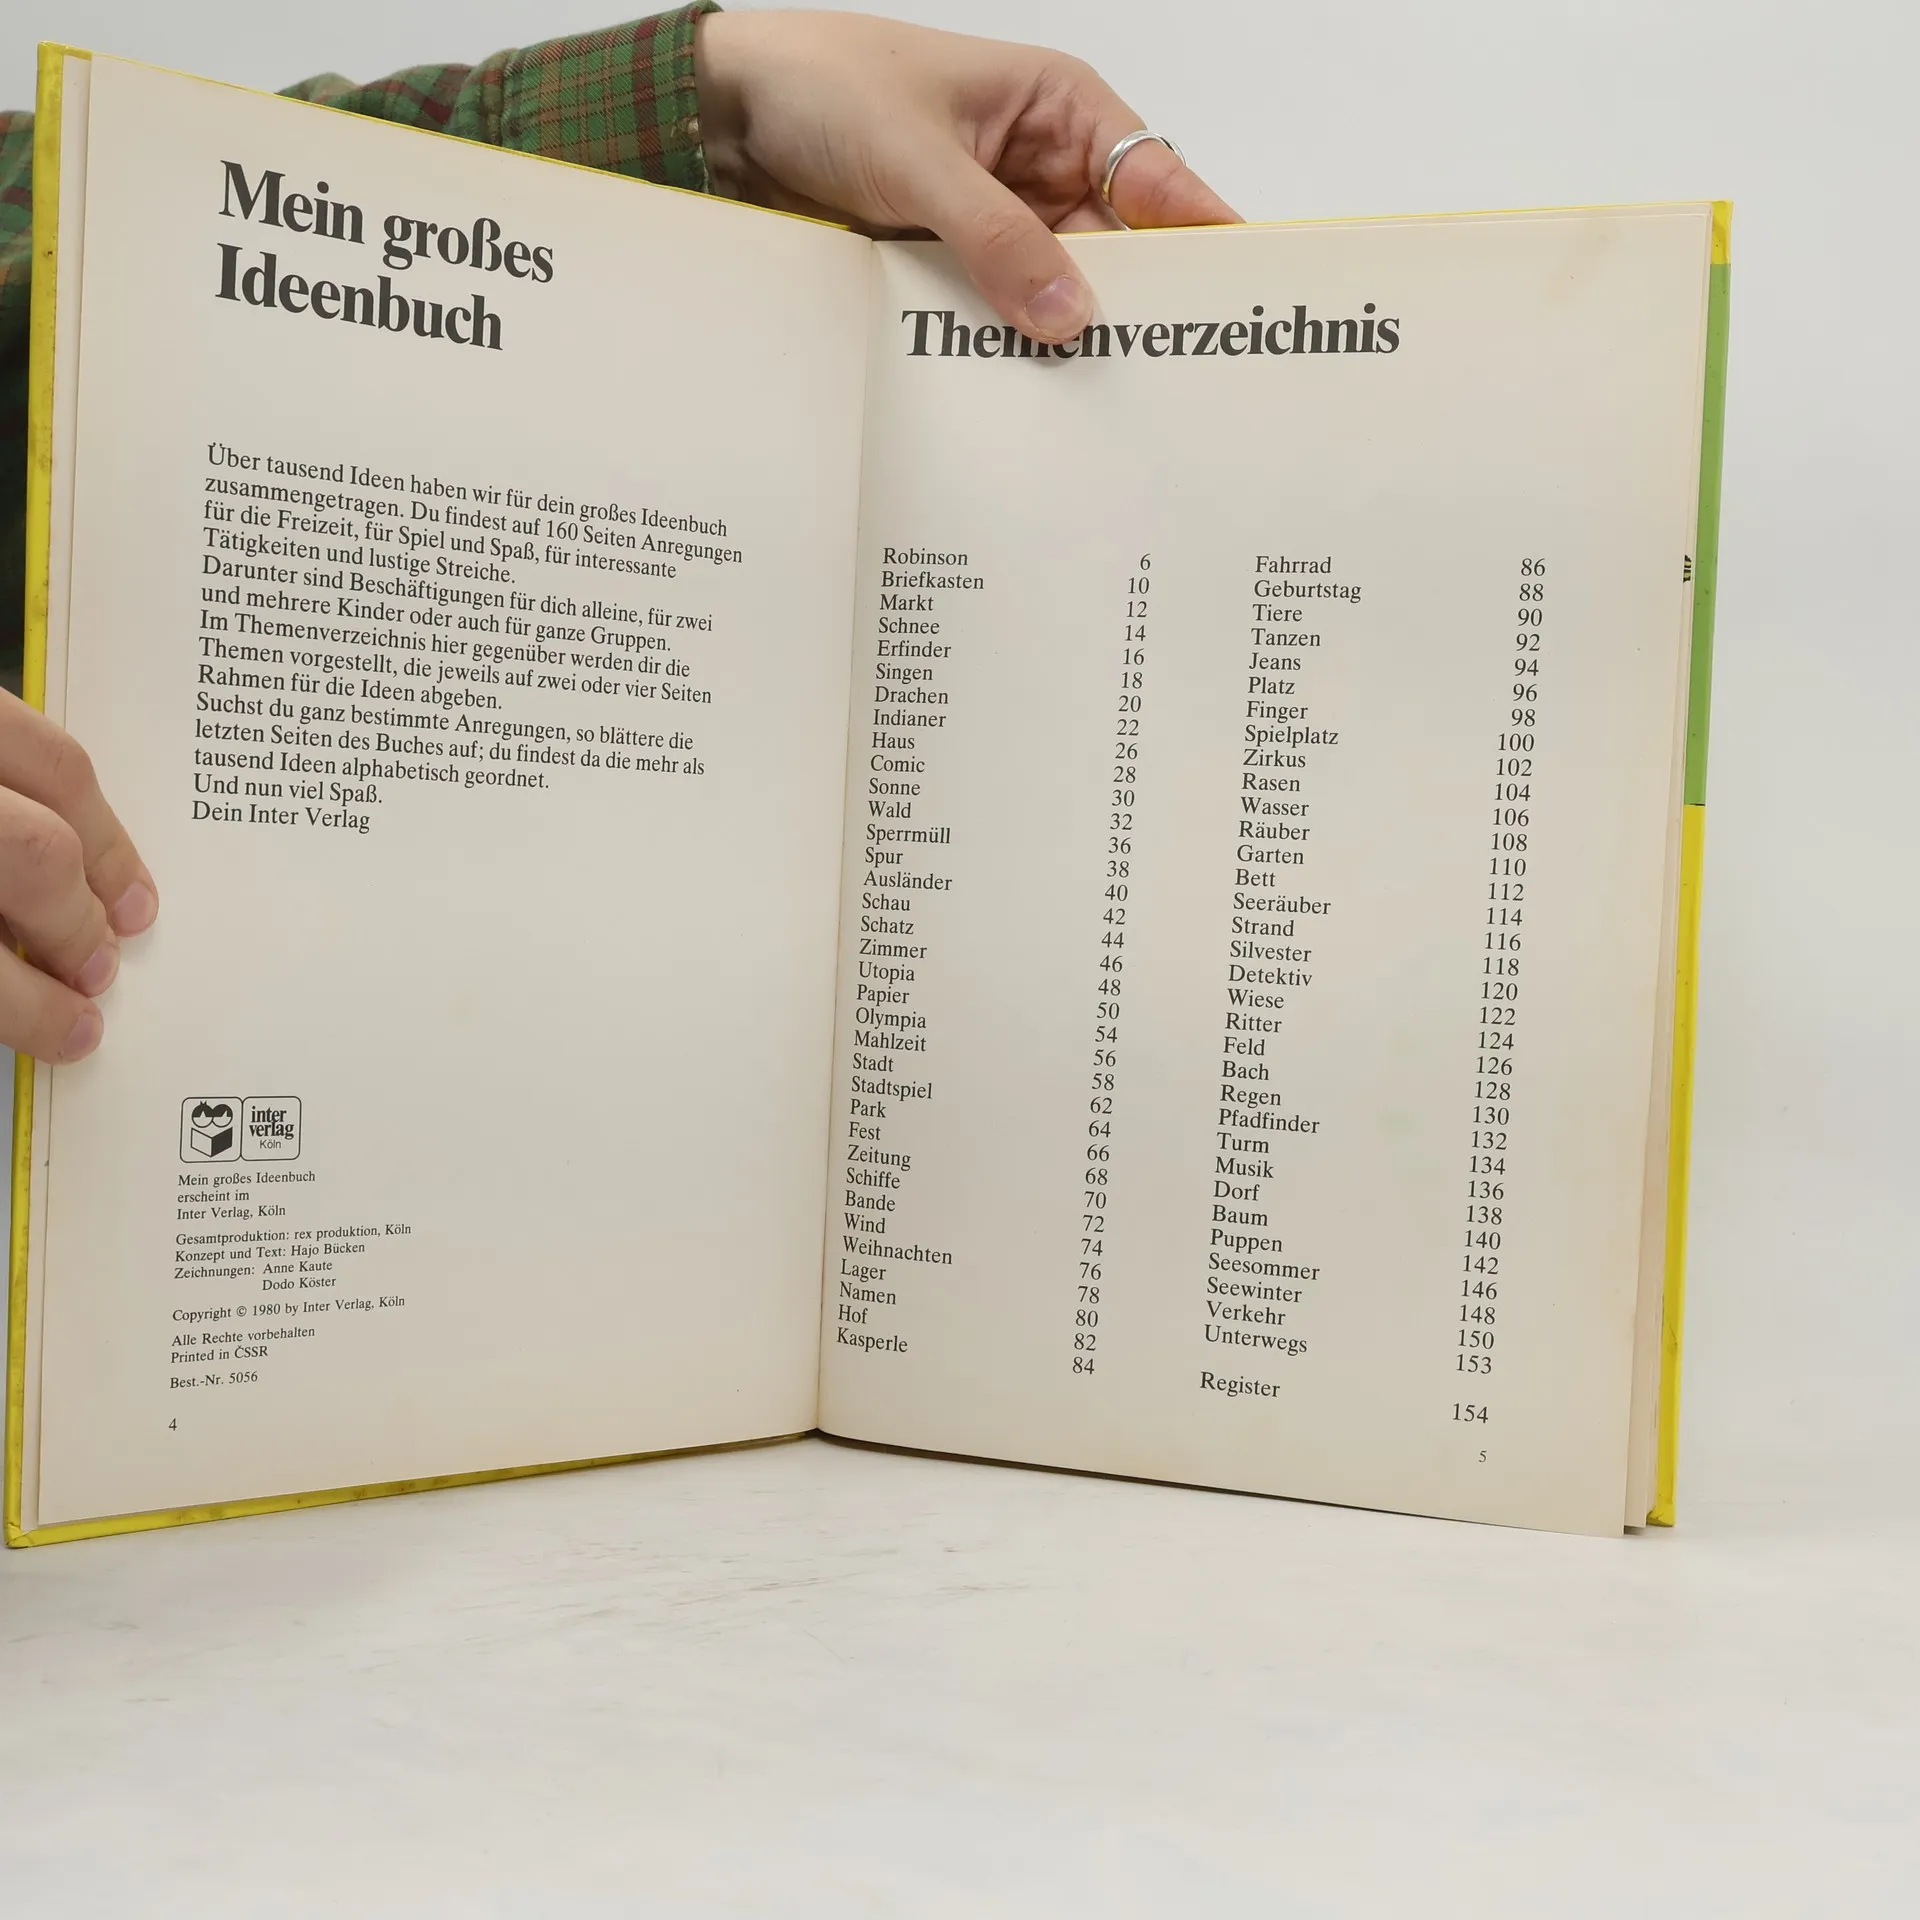 Mein großes
Ideenbuch
Über tausend Ideen haben wir für dein großes Ideenbuch
zusammengetragen. Du findest auf 160 Seiten Anregungen
für die Freizeit, für Spiel und Spaß, für interessante
Tätigkeiten und lustige Streiche.
Darunter sind Beschäftigungen für dich alleine, für zwei
und mehrere Kinder oder auch für ganze Gruppen.
Im Themenverzeichnis hier gegenüber werden dir die
Themen vorgestellt, die jeweils auf zwei oder vier Seiten
Rahmen für die Ideen abgeben.
Suchst du ganz bestimmte Anregungen, so blättere die
letzten Seiten des Buches auf; du findest da die mehr als
tausend Ideen alphabetisch geordnet.
Und nun viel Spaß.
Dein Inter Verlag
inter
verlag
Köln
Mein großes Ideenbuch
erscheint im
Inter Verlag, Köln
Gesamtproduktion: rex produktion, Köln
Konzept und Text: Hajo Bücken
Zeichnungen: Anne Kaute
Dodo Köster
Copyright © 1980 by Inter Verlag, Köln
Alle Rechte vorbehalten
Printed in ČSSR
Best.-Nr. 5056
4
Themenverzeichnis
Robinson 6
Briefkasten 10
Markt 12
Schnee 14
Erfinder 16
Singen 18
Drachen 20
Indianer 22
Haus 26
Comic 28
Sonne 30
Wald 32
Sperrmüll 36
Spur 38
Ausländer 40
Schau 42
Schatz 44
Zimmer 46
Utopia 48
Papier 50
Olympia 54
Mahlzeit 56
Stadt 58
Stadtspiel 62
Park 64
Fest 66
Zeitung 68
Schiffe 70
Bande 72
Wind 74
Weihnachten 76
Lager 78
Namen 80
Hof 82
Kasperle 84
Fahrrad 86
Geburtstag 88
Tiere 90
Tanzen 92
Jeans 94
Platz 96
Finger 98
Spielplatz 100
Zirkus 102
Rasen 104
Wasser 106
Räuber 108
Garten 110
Bett 112
Seeräuber 114
Strand 116
Silvester 118
Detektiv 120
Wiese 122
Ritter 124
Feld 126
Bach 128
Regen 130
Pfadfinder 132
Turm 134
Musik 136
Dorf 138
Baum 140
Puppen 142
Seesommer 146
Seewinter 148
Verkehr 150
Unterwegs 153
Register 154
5